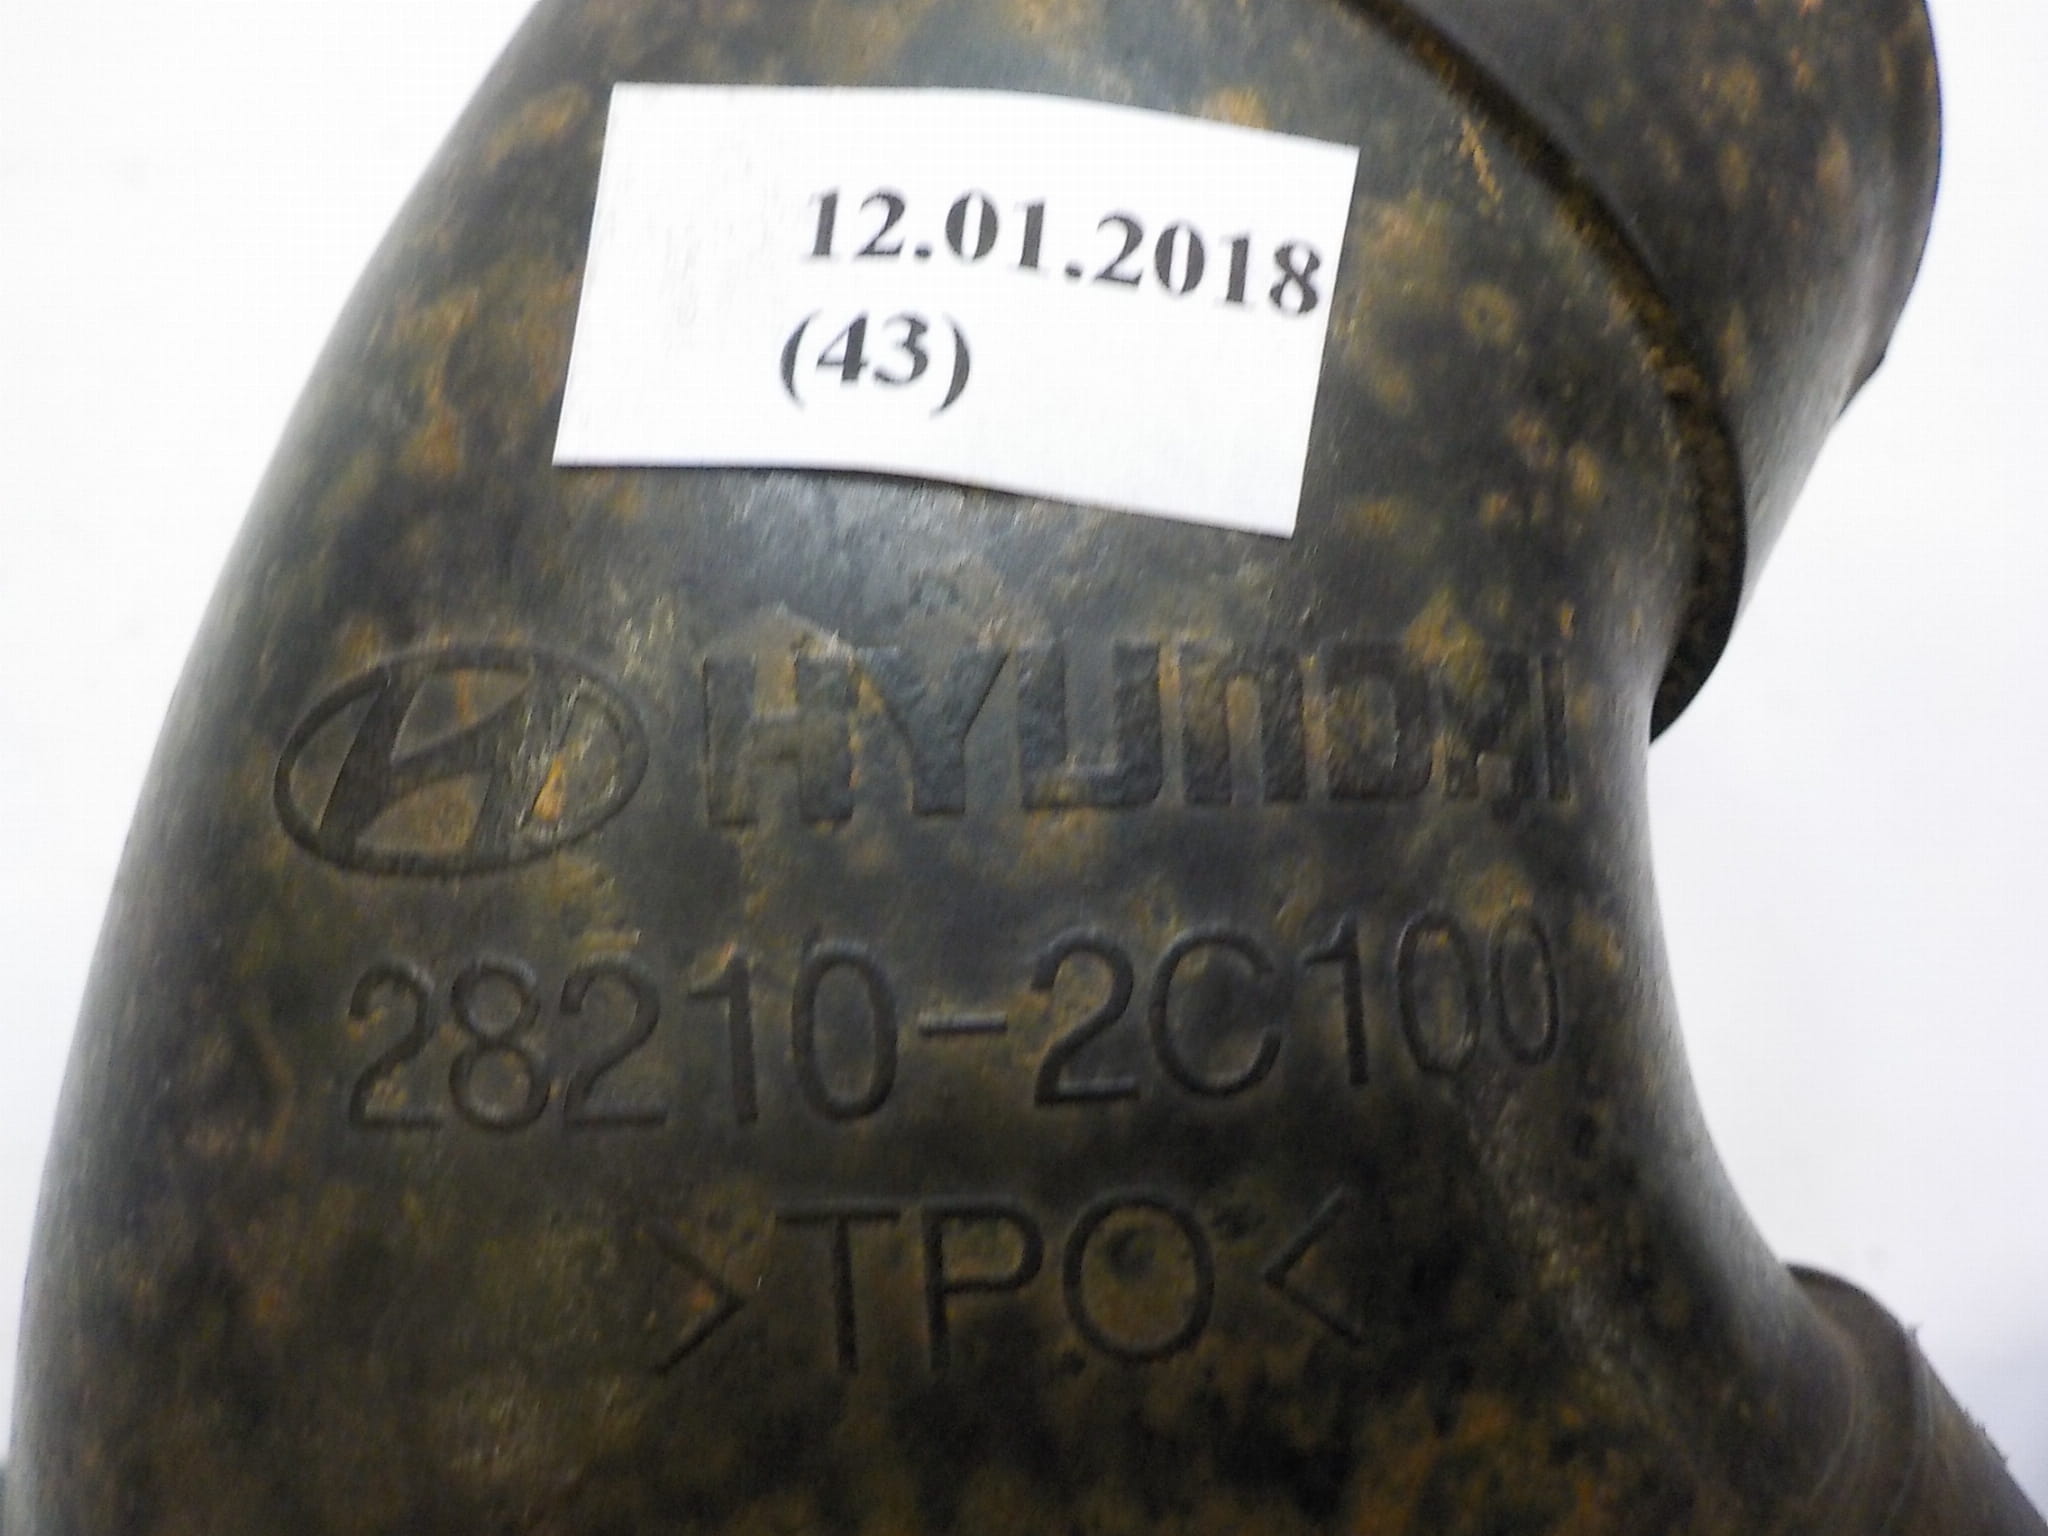 12.01.2018
(43)
HYUNDAI
28210-2C100
>TPO<